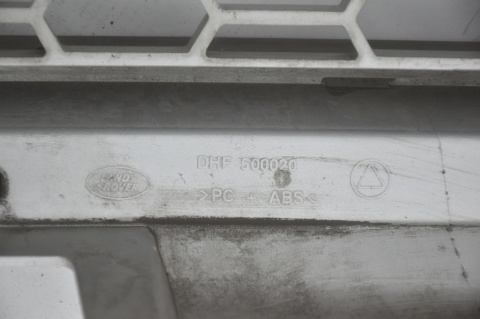 LAND
ROVER
DHF 500020
>PC + ABS<